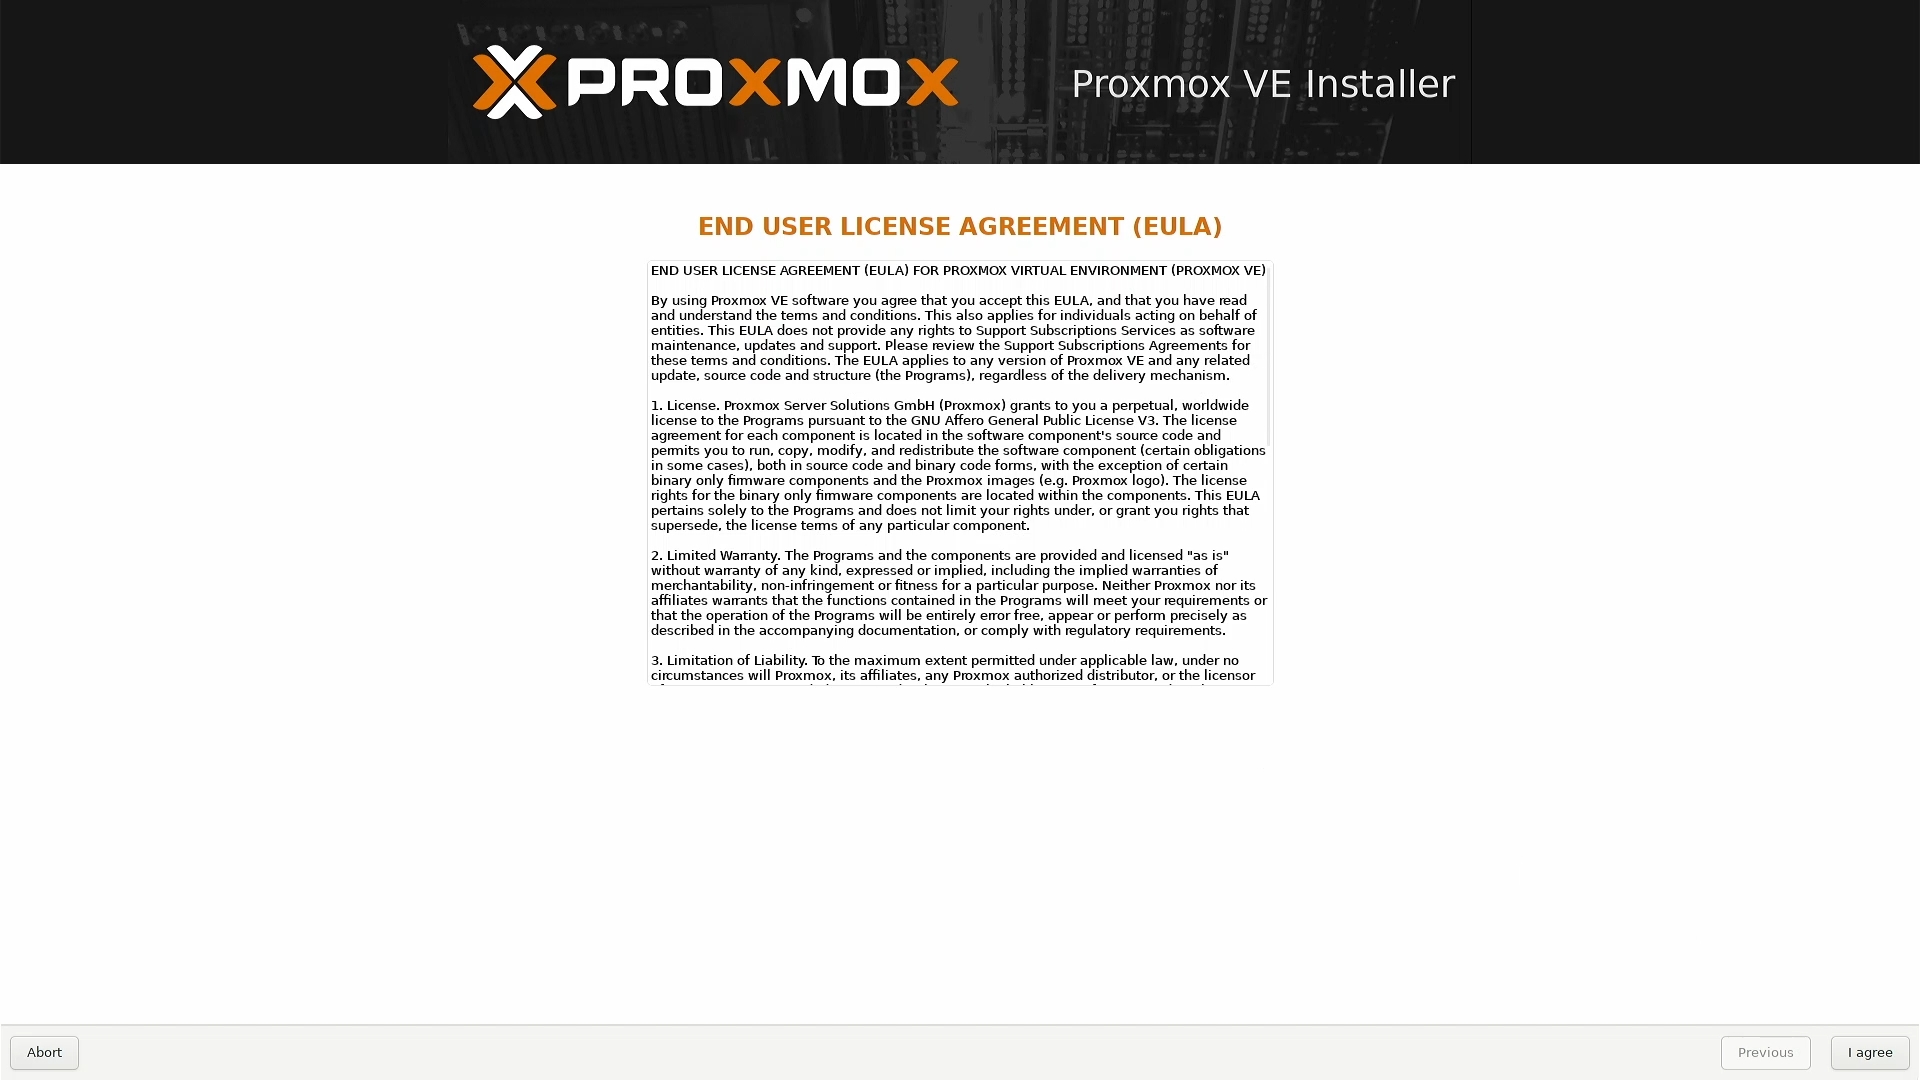 PROXMOX
Proxmox VE Installer
END USER LICENSE AGREEMENT (EULA)
END USER LICENSE AGREEMENT (EULA) FOR PROXMOX VIRTUAL ENVIRONMENT (PROXMOX VE)
By using Proxmox VE software you agree that you accept this EULA, and that you have read
and understand the terms and conditions. This also applies for individuals acting on behalf of
entities. This EULA does not provide any rights to Support Subscriptions Services as software
maintenance, updates and support. Please review the Support Subscriptions Agreements for
these terms and conditions. The EULA applies to any version of Proxmox VE and any related
update, source code and structure (the Programs), regardless of the delivery mechanism.
1. License. Proxmox Server Solutions GmbH (Proxmox) grants to you a perpetual, worldwide
license to the Programs pursuant to the GNU Affero General Public License V3. The license
agreement for each component is located in the software component's source code and
permits you to run, copy, modify, and redistribute the software component (certain obligations
in some cases), both in source code and binary code forms, with the exception of certain
binary only firmware components and the Proxmox images (e.g. Proxmox logo). The license
rights for the binary only firmware components are located within the components. This EULA
pertains solely to the Programs and does not limit your rights under, or grant you rights that
supersede, the license terms of any particular component.
2. Limited Warranty. The Programs and the components are provided and licensed "as is"
without warranty of any kind, expressed or implied, including the implied warranties of
merchantability, non-infringement or fitness for a particular purpose. Neither Proxmox nor its
affiliates warrants that the functions contained in the Programs will meet your requirements or
that the operation of the Programs will be entirely error free, appear or perform precisely as
described in the accompanying documentation, or comply with regulatory requirements.
3. Limitation of Liability. To the maximum extent permitted under applicable law, under no
circumstances will Proxmox, its affiliates, any Proxmox authorized distributor, or the licensor
Abort
Previous
I agree